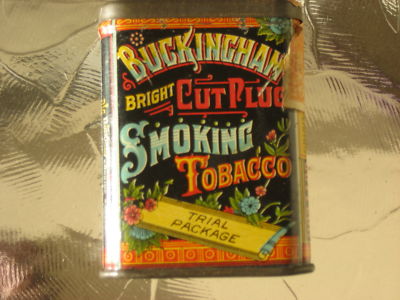 BUCKINGHAM
BRIGHT CUT PLUG
SMOKING
TOBACCO
TRIAL
PACKAGE